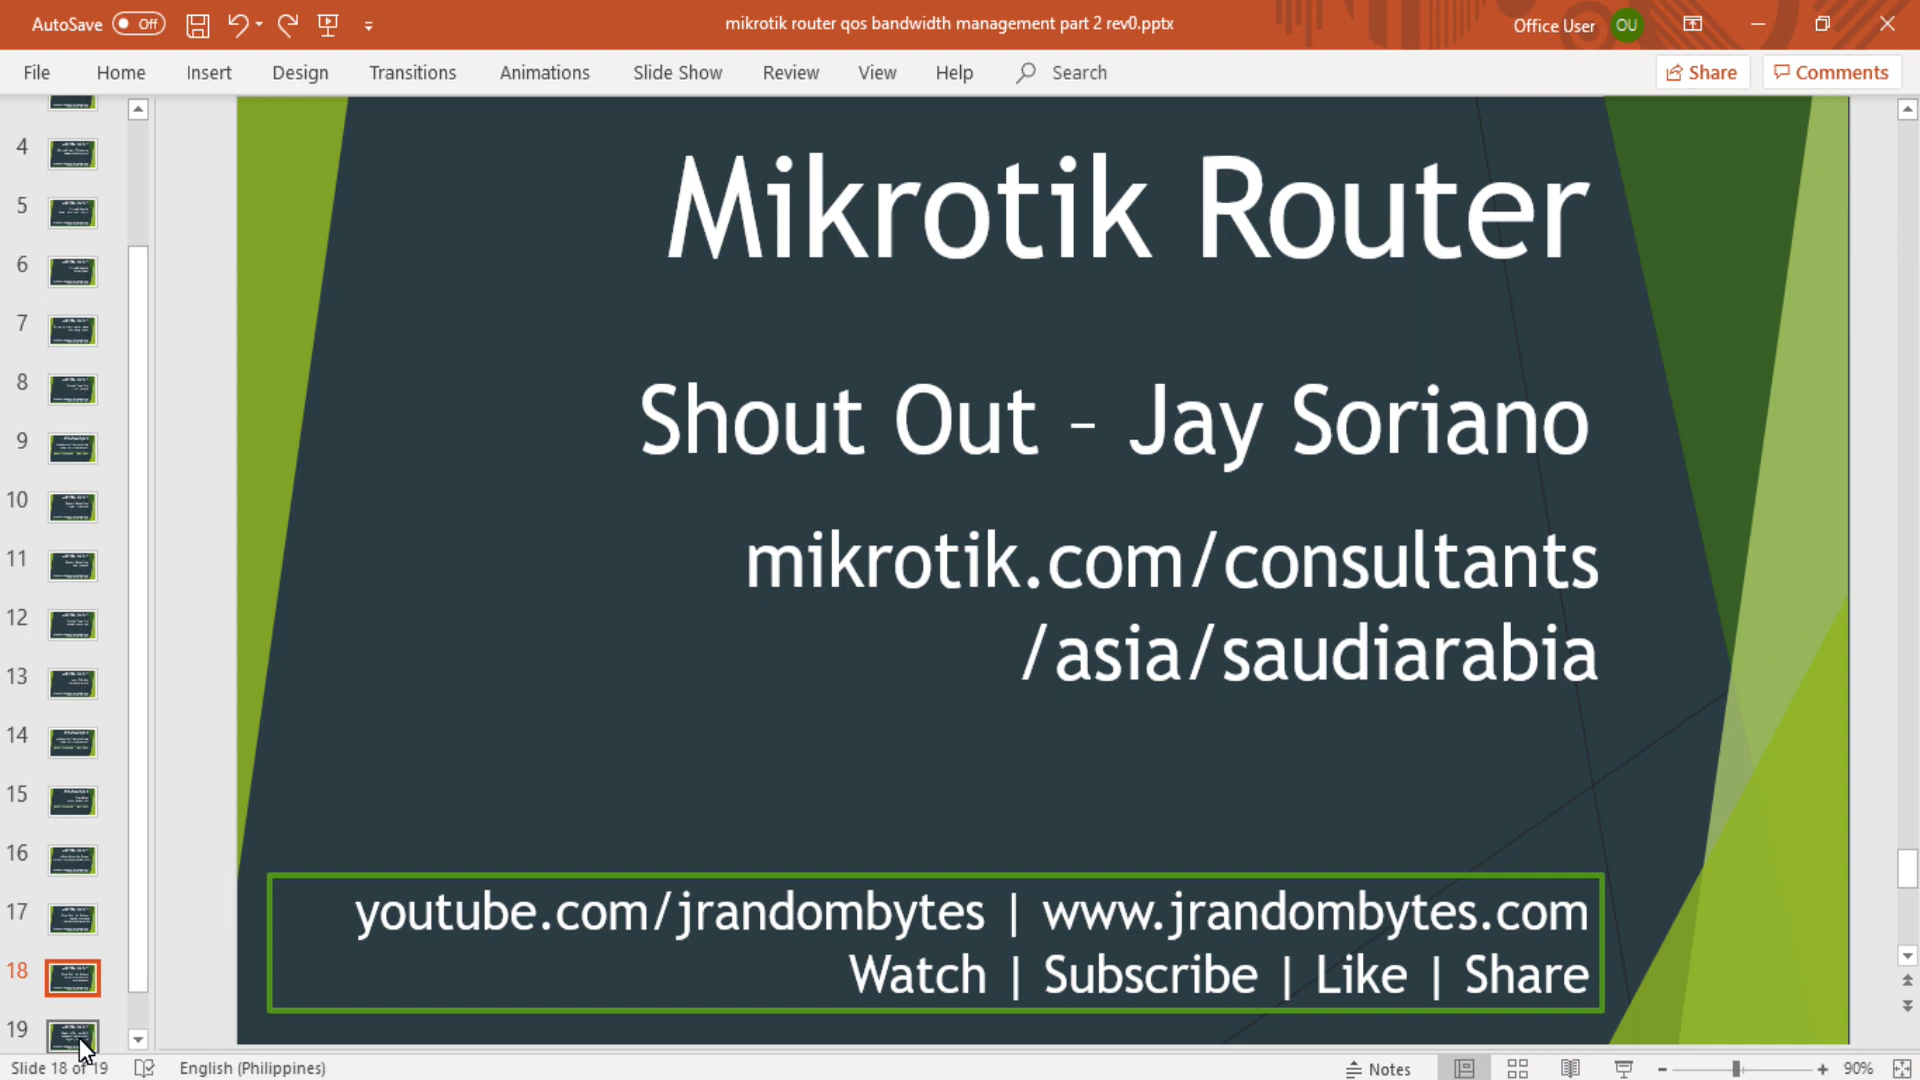 AutoSave Off
mikrotik router qos bandwidth management part 2 rev0.pptx
Office User OU
File Home Insert Design Transitions Animations Slide Show Review View Help Search
Share Comments
4
5
6
7
8
9
10
11
12
13
14
15
16
17
18
19
Mikrotik Router
Shout Out – Jay Soriano
mikrotik.com/consultants
/asia/saudiarabia
youtube.com/jrandombytes | www.jrandombytes.com
Watch | Subscribe | Like | Share
Slide 18 of 19 English (Philippines) Notes 90%